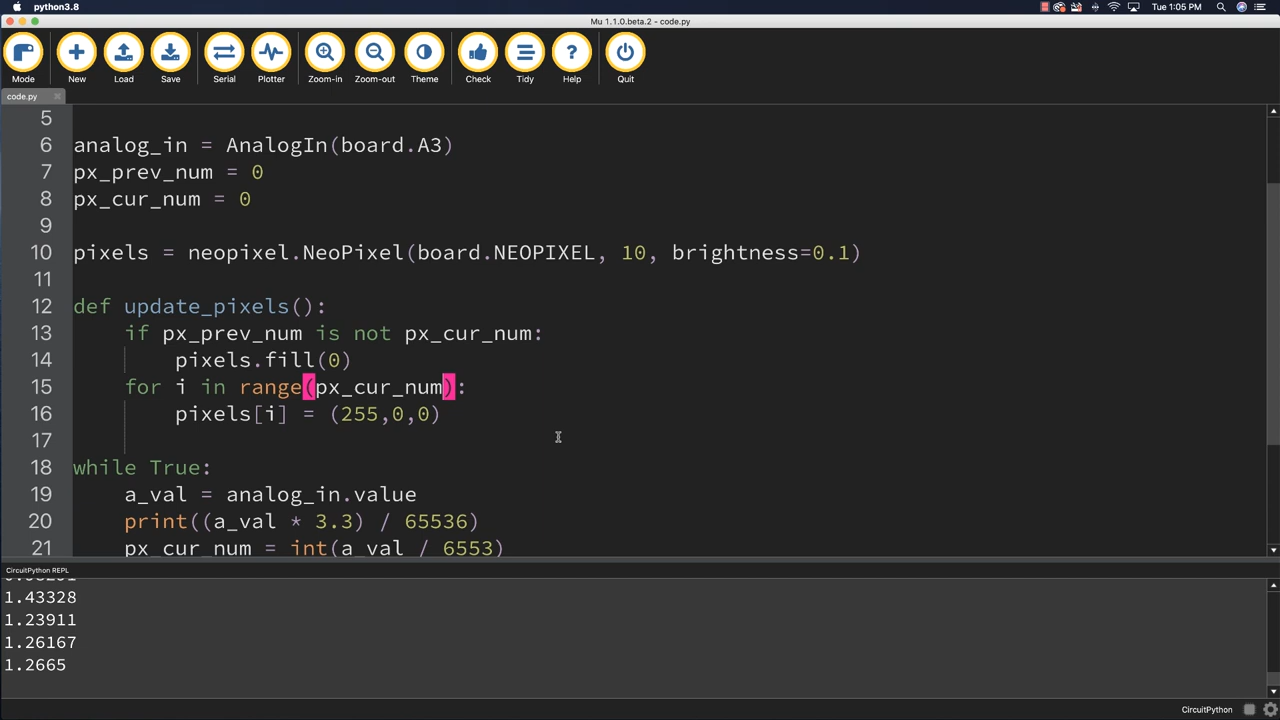 python3.8 Tue 1:05 PM
Mu 1.1.0.beta.2 - code.py
Mode New Load Save Serial Plotter Zoom-in Zoom-out Theme Check Tidy Help Quit
code.py
5
6 analog_in = AnalogIn(board.A3)
7 px_prev_num = 0
8 px_cur_num = 0
9
10 pixels = neopixel.NeoPixel(board.NEOPIXEL, 10, brightness=0.1)
11
12 def update_pixels():
13 if px_prev_num is not px_cur_num:
14 pixels.fill(0)
15 for i in range(px_cur_num):
16 pixels[i] = (255,0,0)
17
18 while True:
19 a_val = analog_in.value
20 print((a_val * 3.3) / 65536)
21 px_cur_num = int(a_val / 6553)
CircuitPython REPL
1.43328
1.23911
1.26167
1.2665
CircuitPython